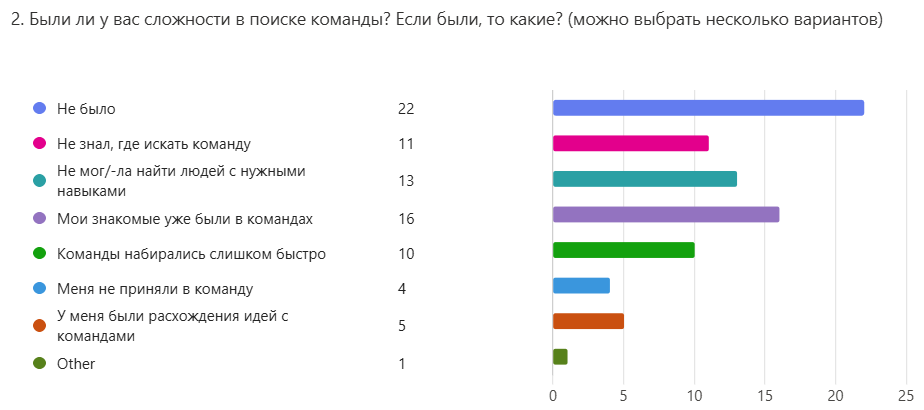 2. Были ли у вас сложности в поиске команды? Если были, то какие? (можно выбрать несколько вариантов)
Не было 22
Не знал, где искать команду 11
Не мог/-ла найти людей с нужными
навыками 13
Мои знакомые уже были в командах 16
Команды набирались слишком быстро 10
Меня не приняли в команду 4
У меня были расхождения идей с
командами 5
Other 1
0 5 10 15 20 25